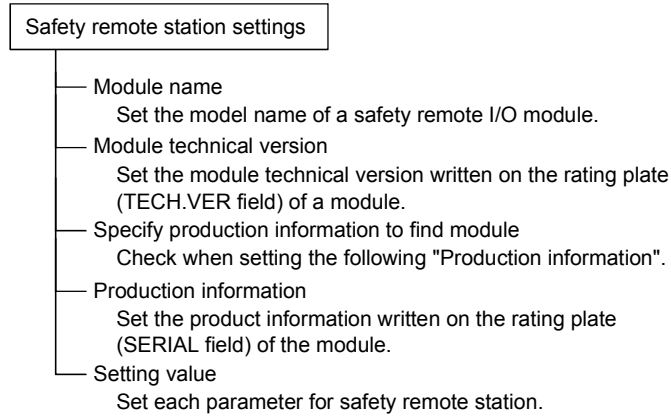 Safety remote station settings
Module name
Set the model name of a safety remote I/O module.
Module technical version
Set the module technical version written on the rating plate
(TECH.VER field) of a module.
Specify production information to find module
Check when setting the following "Production information".
Production information
Set the product information written on the rating plate
(SERIAL field) of the module.
Setting value
Set each parameter for safety remote station.